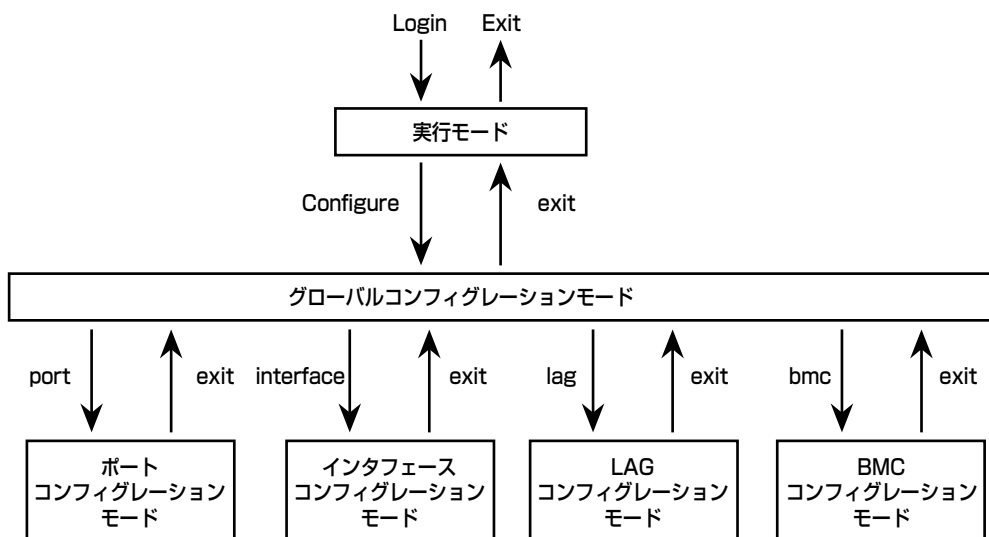 Login Exit
実行モード
Configure exit
グローバルコンフィグレーションモード
port exit interface exit lag exit bmc exit
ポート
コンフィグレーション
モード
インタフェース
コンフィグレーション
モード
LAG
コンフィグレーション
モード
BMC
コンフィグレーション
モード